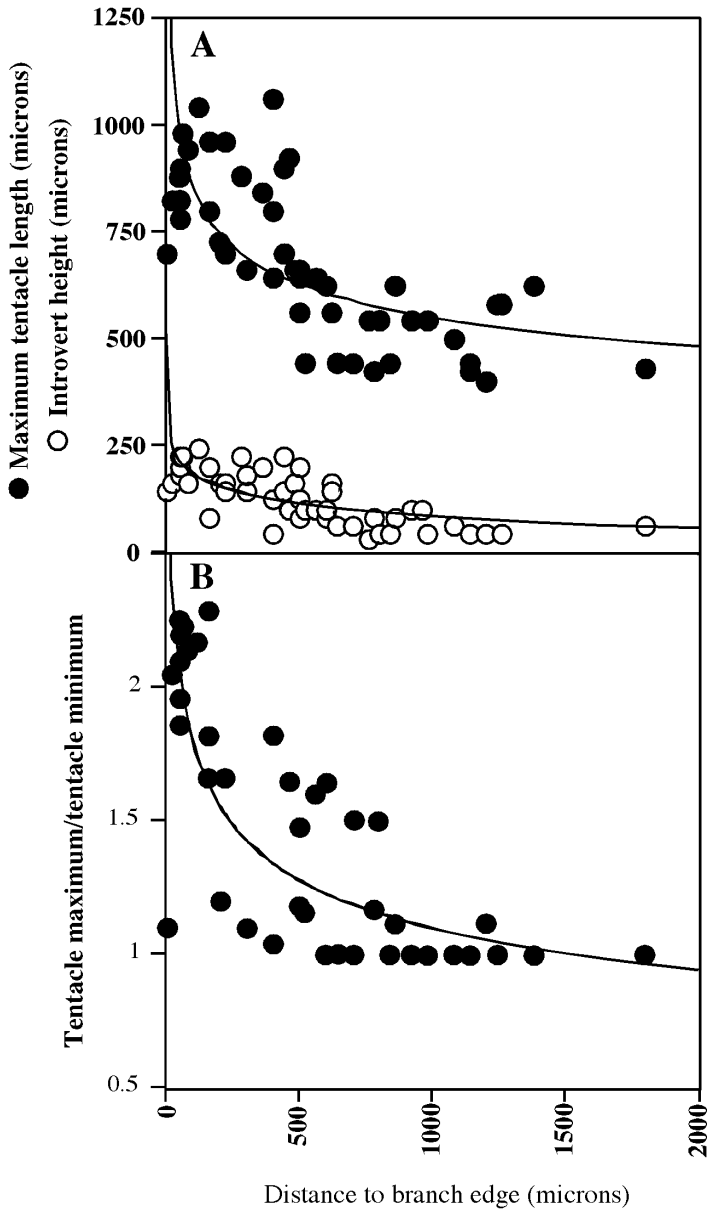 Maximum tentacle length (microns)
Introvert height (microns)
A
1250
1000
750
500
250
0
B
Tentacle maximum/tentacle minimum
2
1.5
1
0.5
0
500
1000
1500
2000
Distance to branch edge (microns)